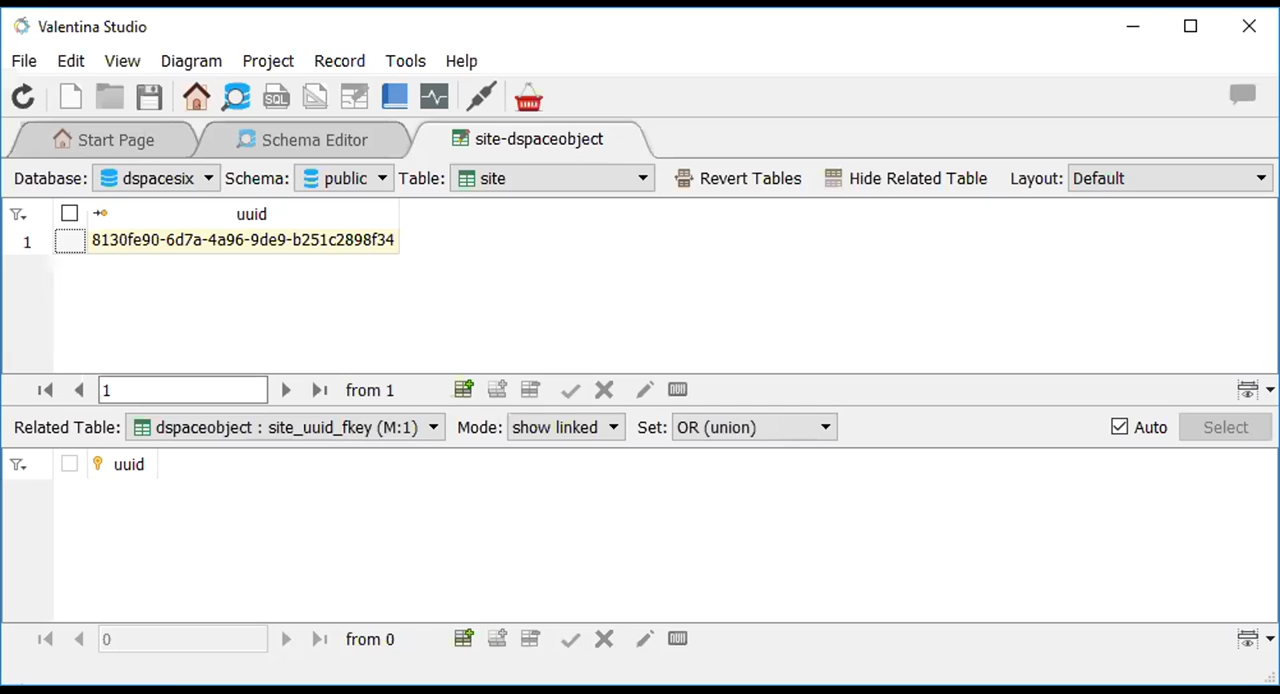 Valentina Studio
File Edit View Diagram Project Record Tools Help
SQL
Start Page Schema Editor site-dspaceobject
Database: dspacesix Schema: public Table: site Revert Tables Hide Related Table Layout: Default
uuid
1 8130fe90-6d7a-4a96-9de9-b251c2898f34
1 from 1
Related Table: dspaceobject : site_uuid_fkey (M:1) Mode: show linked Set: OR (union) Auto Select
uuid
0 from 0